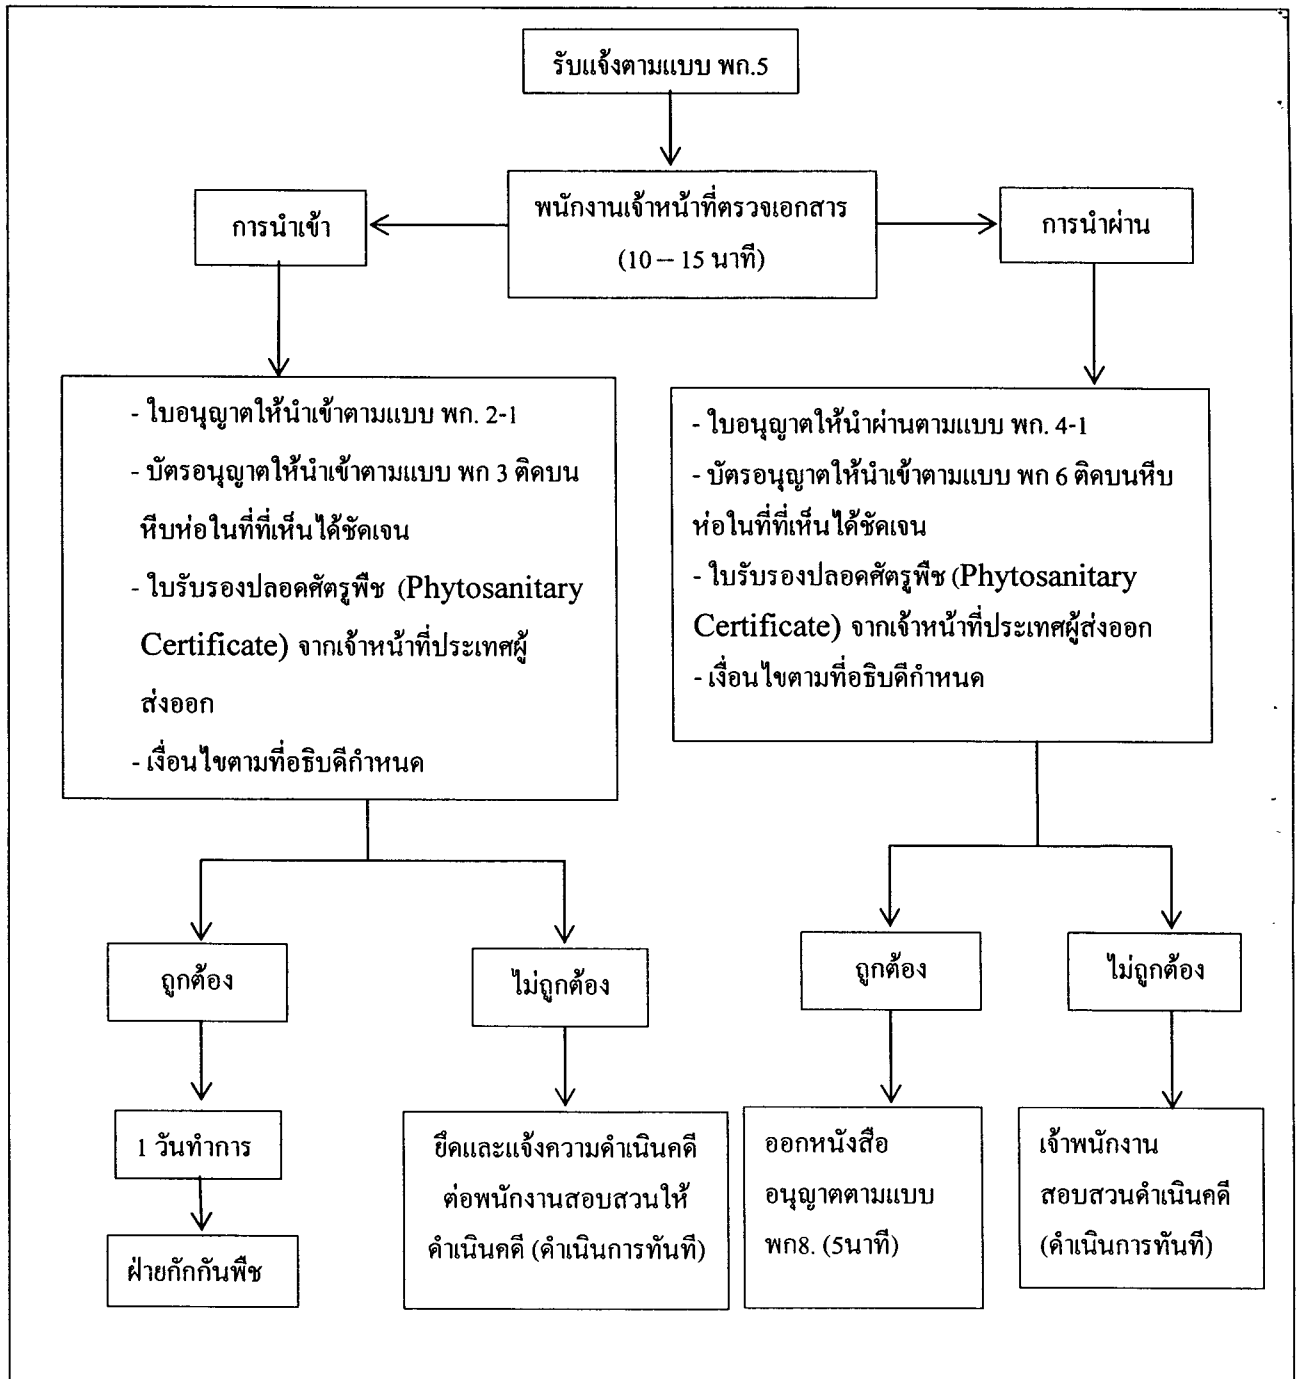 รับแจ้งตามแบบ พก.5
พนักงานเจ้าหน้าที่ตรวจเอกสาร
(10 – 15 นาที)
การนำเข้า
การนำผ่าน
- ใบอนุญาตให้นำเข้าตามแบบ พก. 2-1
- บัตรอนุญาตให้นำเข้าตามแบบ พก 3 ติดบน
หีบห่อในที่ที่เห็นได้ชัดเจน
- ใบรับรองปลอดศัตรูพืช (Phytosanitary
Certificate) จากเจ้าหน้าที่ประเทศผู้
ส่งออก
- เงื่อนไขตามที่อธิบดีกำหนด
- ใบอนุญาตให้นำผ่านตามแบบ พก. 4-1
- บัตรอนุญาตให้นำเข้าตามแบบ พก 6 ติดบนหีบ
ห่อในที่ที่เห็นได้ชัดเจน
- ใบรับรองปลอดศัตรูพืช (Phytosanitary
Certificate) จากเจ้าหน้าที่ประเทศผู้ส่งออก
- เงื่อนไขตามที่อธิบดีกำหนด
ถูกต้อง
ไม่ถูกต้อง
ถูกต้อง
ไม่ถูกต้อง
1 วันทำการ
ฝ่ายกักกันพืช
ยึดและแจ้งความดำเนินคดี
ต่อพนักงานสอบสวนให้
ดำเนินคดี (ดำเนินการทันที)
ออกหนังสือ
อนุญาตตามแบบ
พก8. (5นาที)
เจ้าพนักงาน
สอบสวนดำเนินคดี
(ดำเนินการทันที)